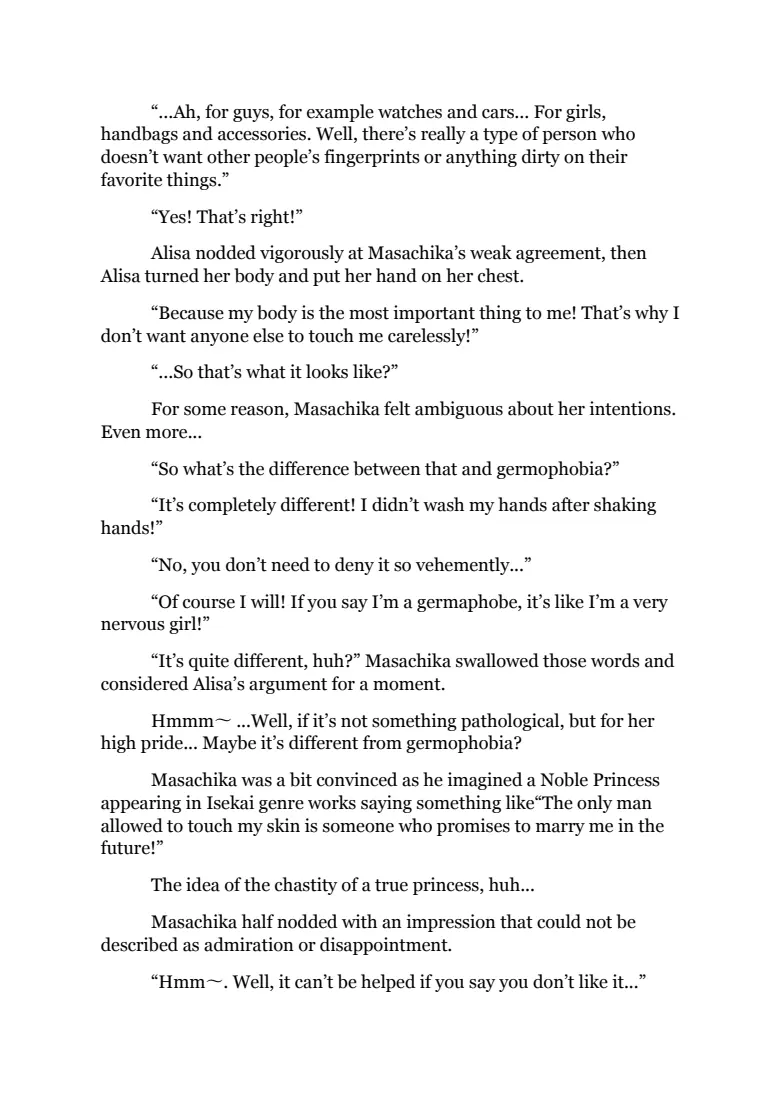 “...Ah, for guys, for example watches and cars... For girls,
handbags and accessories. Well, there’s really a type of person who
doesn’t want other people’s fingerprints or anything dirty on their
favorite things.”
“Yes! That’s right!”
Alisa nodded vigorously at Masachika’s weak agreement, then
Alisa turned her body and put her hand on her chest.
“Because my body is the most important thing to me! That’s why I
don’t want anyone else to touch me carelessly!”
“...So that’s what it looks like?”
For some reason, Masachika felt ambiguous about her intentions.
Even more...
“So what’s the difference between that and germophobia?”
“It’s completely different! I didn’t wash my hands after shaking
hands!”
“No, you don’t need to deny it so vehemently...”
“Of course I will! If you say I’m a germaphobe, it’s like I’m a very
nervous girl!”
“It’s quite different, huh?” Masachika swallowed those words and
considered Alisa’s argument for a moment.
Hmmm～ ...Well, if it’s not something pathological, but for her
high pride... Maybe it’s different from germophobia?
Masachika was a bit convinced as he imagined a Noble Princess
appearing in Isekai genre works saying something like“The only man
allowed to touch my skin is someone who promises to marry me in the
future!”
The idea of the chastity of a true princess, huh...
Masachika half nodded with an impression that could not be
described as admiration or disappointment.
“Hmm～. Well, it can’t be helped if you say you don’t like it...”